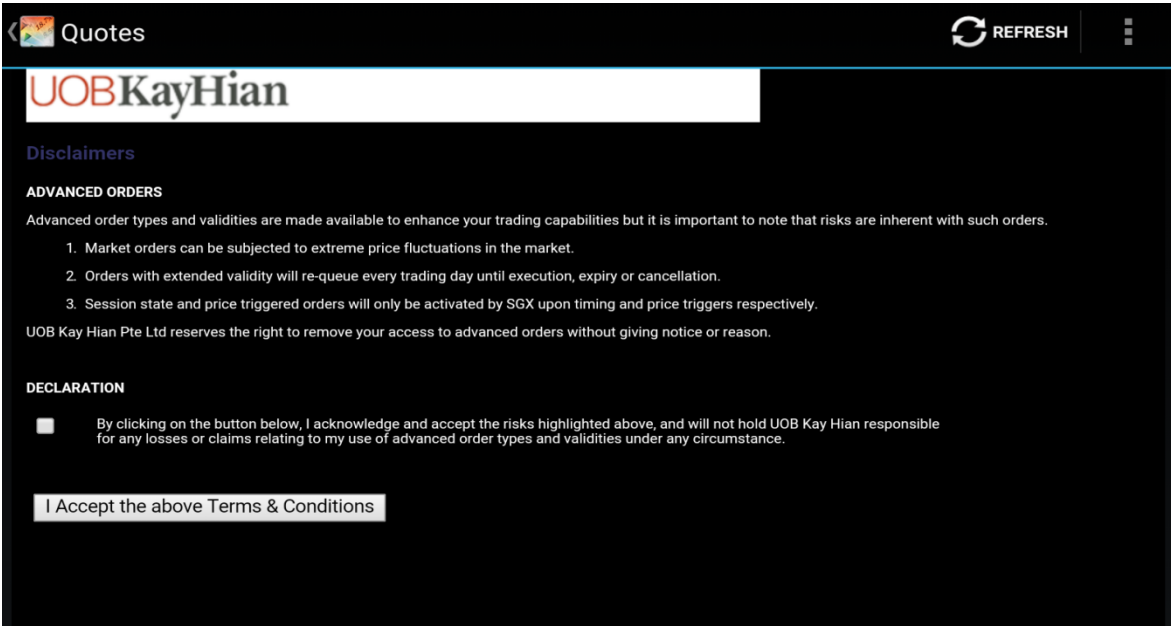 Quotes
REFRESH
UOBKayHian
Disclaimers
ADVANCED ORDERS
Advanced order types and validities are made available to enhance your trading capabilities but it is important to note that risks are inherent with such orders.
1. Market orders can be subjected to extreme price fluctuations in the market.
2. Orders with extended validity will re-queue every trading day until execution, expiry or cancellation.
3. Session state and price triggered orders will only be activated by SGX upon timing and price triggers respectively.
UOB Kay Hian Pte Ltd reserves the right to remove your access to advanced orders without giving notice or reason.
DECLARATION
By clicking on the button below, I acknowledge and accept the risks highlighted above, and will not hold UOB Kay Hian responsible
for any losses or claims relating to my use of advanced order types and validities under any circumstance.
I Accept the above Terms & Conditions